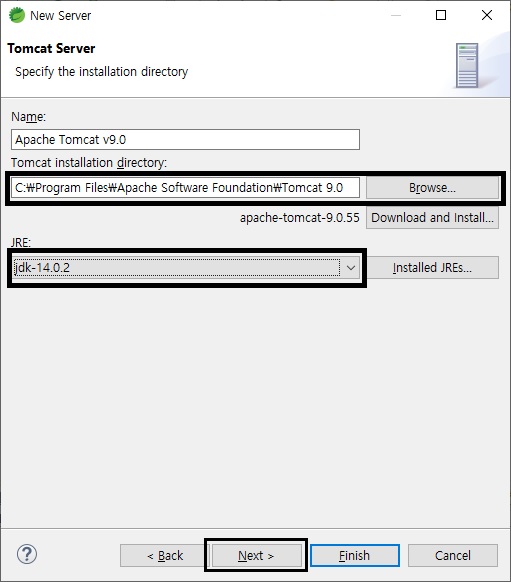 New Server
Tomcat Server
Specify the installation directory
Name:
Apache Tomcat v9.0
Tomcat installation directory:
C:₩Program Files₩Apache Software Foundation₩Tomcat 9.0 Browse...
apache-tomcat-9.0.55 Download and Install...
JRE:
jdk-14.0.2 Installed JREs...
? < Back Next > Finish Cancel